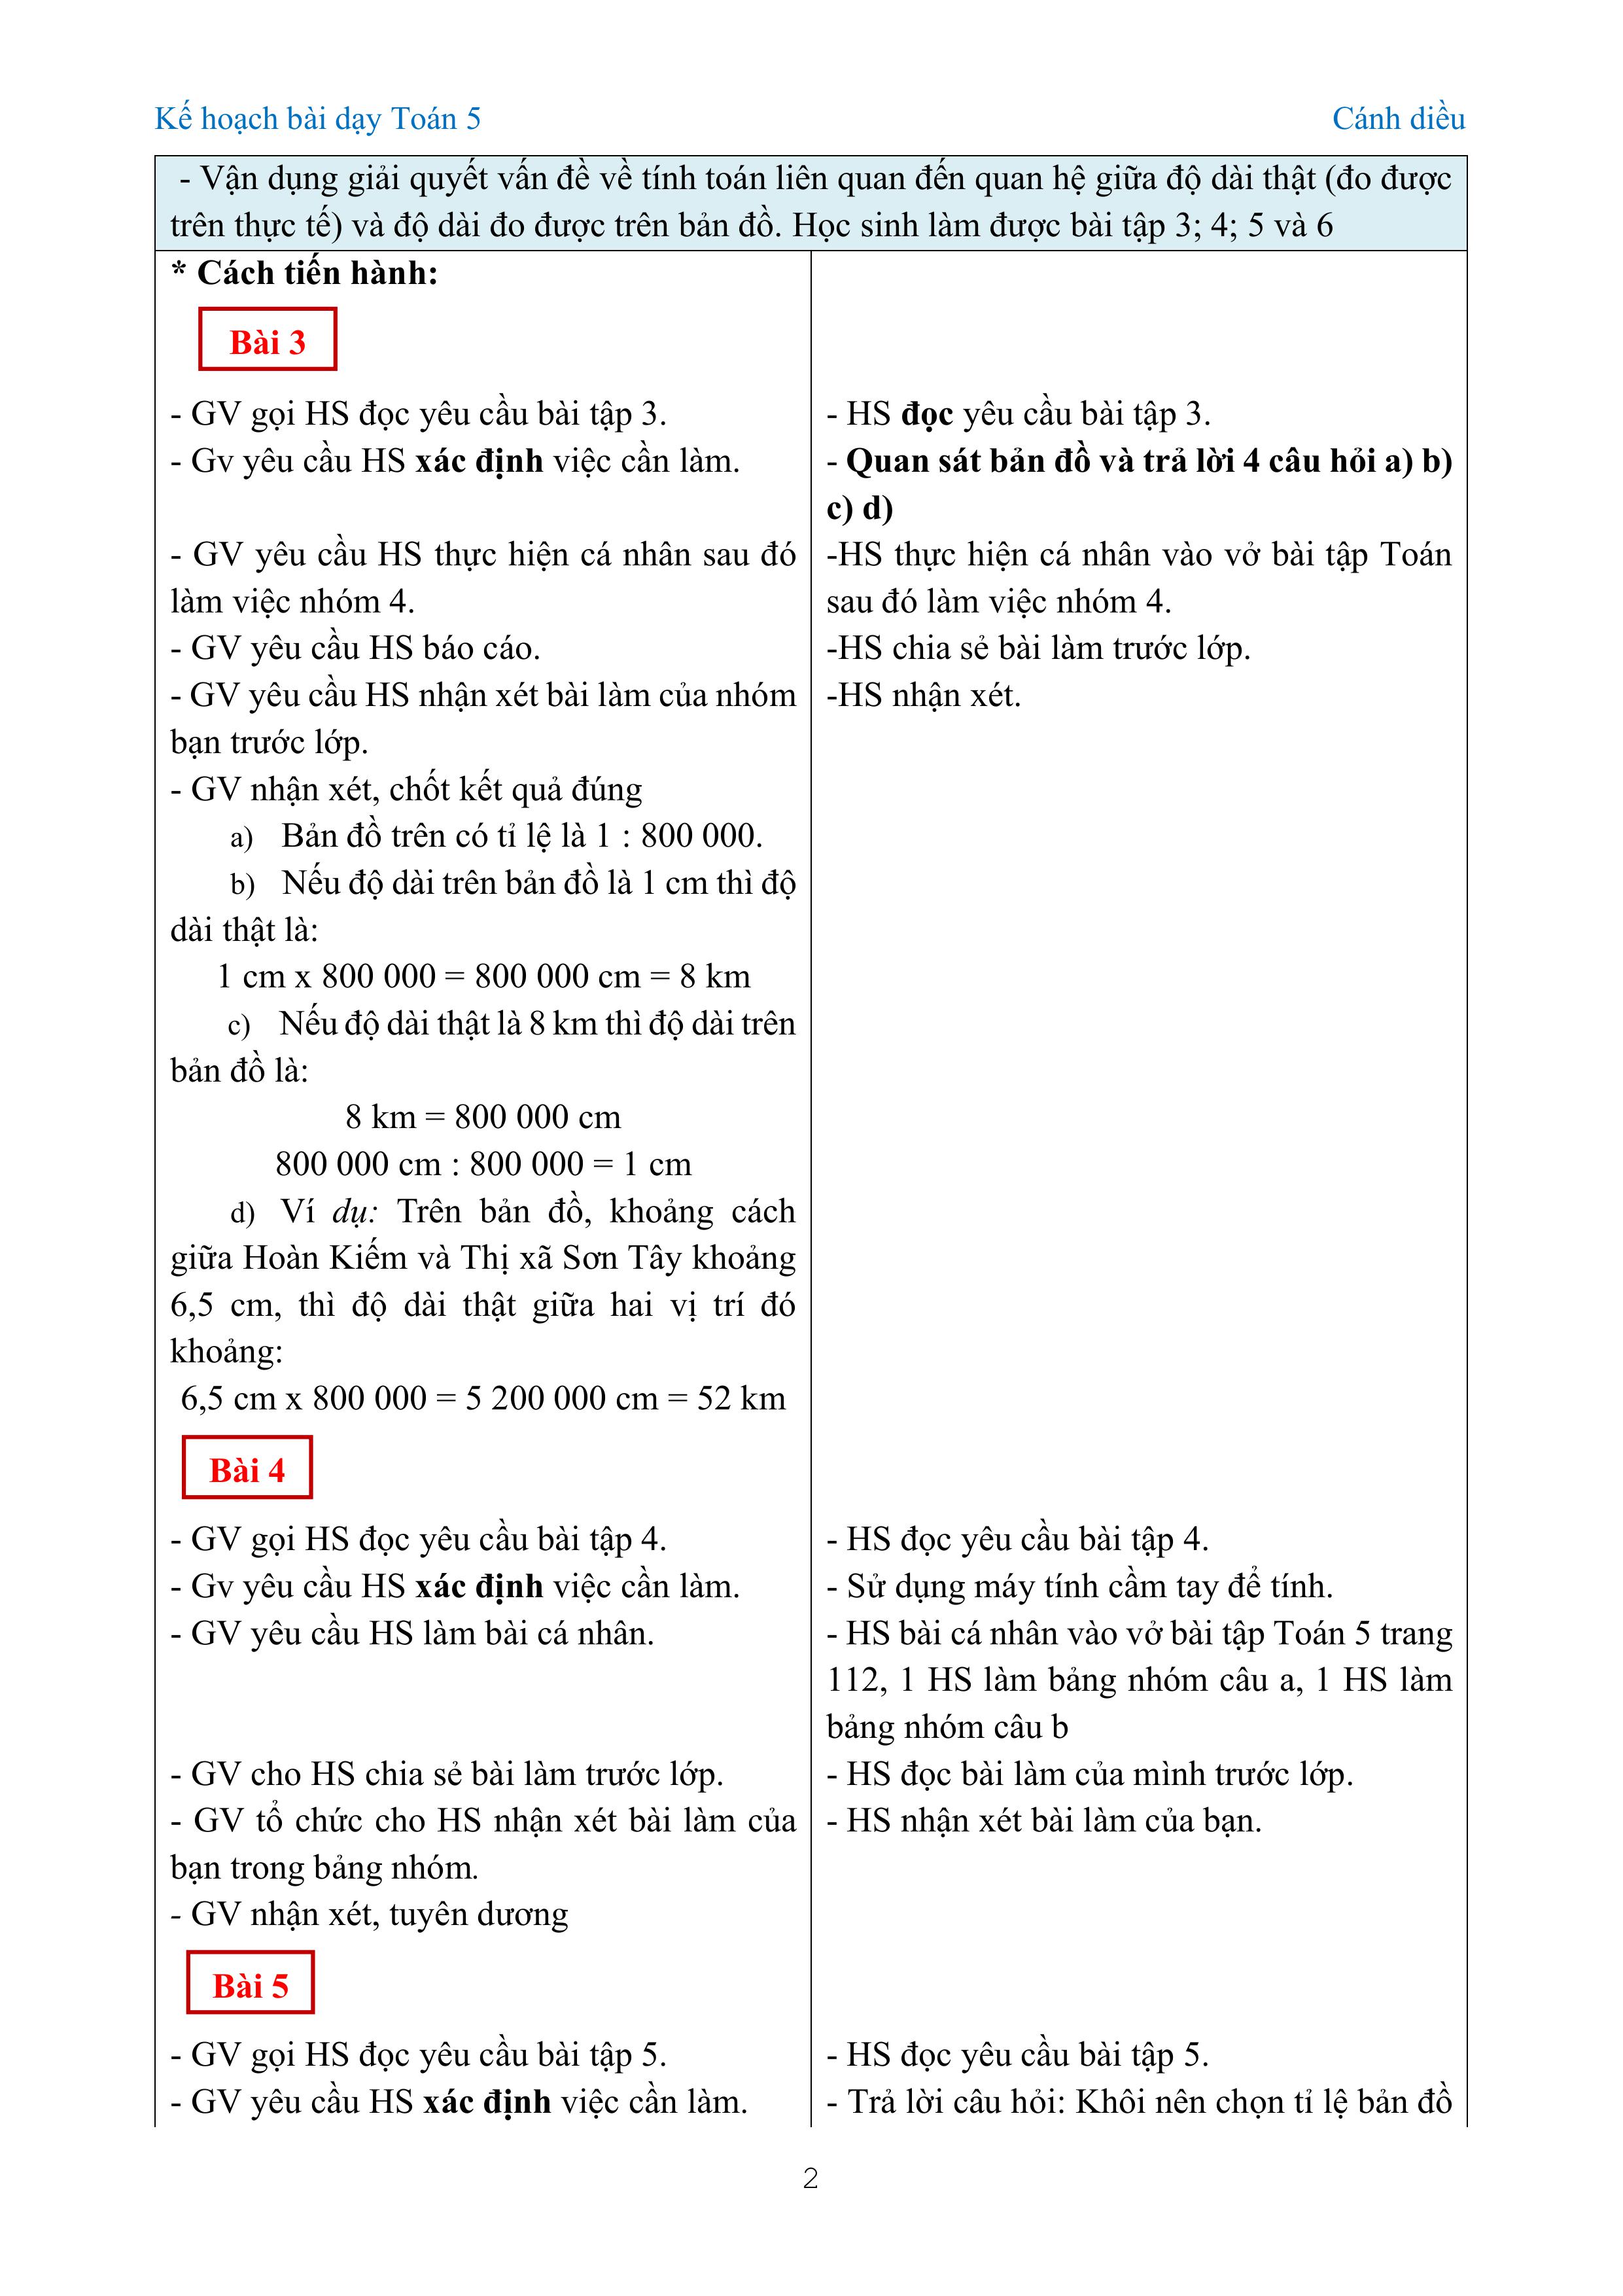 Kế hoạch bài dạy Toán 5
Cánh diều
- Vận dụng giải quyết vấn đề về tính toán liên quan đến quan hệ giữa độ dài thật (đo được
trên thực tế) và độ dài đo được trên bản đồ. Học sinh làm được bài tập 3; 4; 5 và 6
* Cách tiến hành:
Bài 3
- GV gọi HS đọc yêu cầu bài tập 3.
- Gv yêu cầu HS xác định việc cần làm.
- GV yêu cầu HS thực hiện cá nhân sau đó
làm việc nhóm 4.
- GV yêu cầu HS báo cáo.
- GV yêu cầu HS nhận xét bài làm của nhóm
bạn trước lớp.
- GV nhận xét, chốt kết quả đúng
a) Bản đồ trên có tỉ lệ là 1 : 800 000.
b) Nếu độ dài trên bản đồ là 1 cm thì độ
dài thật là:
1 cm x 800 000 = 800 000 cm = 8 km
c) Nếu độ dài thật là 8 km thì độ dài trên
bản đồ là:
8 km = 800 000 cm
800 000 cm : 800 000 = 1 cm
d) Ví dụ: Trên bản đồ, khoảng cách
giữa Hoàn Kiếm và Thị xã Sơn Tây khoảng
6,5 cm, thì độ dài thật giữa hai vị trí đó
khoảng:
6,5 cm x 800 000 = 5 200 000 cm = 52 km
Bài 4
- GV gọi HS đọc yêu cầu bài tập 4.
- Gv yêu cầu HS xác định việc cần làm.
- GV yêu cầu HS làm bài cá nhân.
- GV cho HS chia sẻ bài làm trước lớp.
- GV tổ chức cho HS nhận xét bài làm của
bạn trong bảng nhóm.
- GV nhận xét, tuyên dương
Bài 5
- GV gọi HS đọc yêu cầu bài tập 5.
- GV yêu cầu HS xác định việc cần làm.
- HS đọc yêu cầu bài tập 3.
- Quan sát bản đồ và trả lời 4 câu hỏi a) b)
c) d)
-HS thực hiện cá nhân vào vở bài tập Toán
sau đó làm việc nhóm 4.
-HS chia sẻ bài làm trước lớp.
-HS nhận xét.
- HS đọc yêu cầu bài tập 4.
- Sử dụng máy tính cầm tay để tính.
- HS bài cá nhân vào vở bài tập Toán 5 trang
112, 1 HS làm bảng nhóm câu a, 1 HS làm
bảng nhóm câu b
- HS đọc bài làm của mình trước lớp.
- HS nhận xét bài làm của bạn.
- HS đọc yêu cầu bài tập 5.
- Trả lời câu hỏi: Khôi nên chọn tỉ lệ bản đồ
2